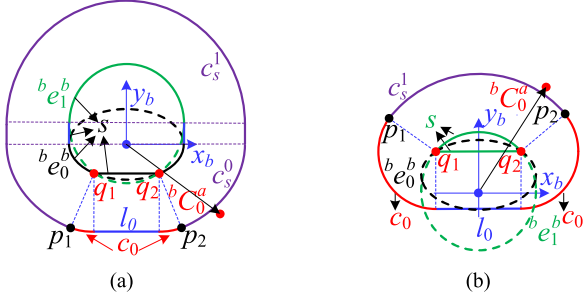 y_b
c_s^1
^b e_1^b
s
x_b
^b e_0^b
c_s^0
q_1
q_2
^b C_0^a
p_1
l_0
p_2
c_0
(a)
c_s^1
^b C_0^a
y_b
p_1
s
p_2
q_1
q_2
^b e_0^b
x_b
c_0
l_0
c_0
^b e_1^b
(b)